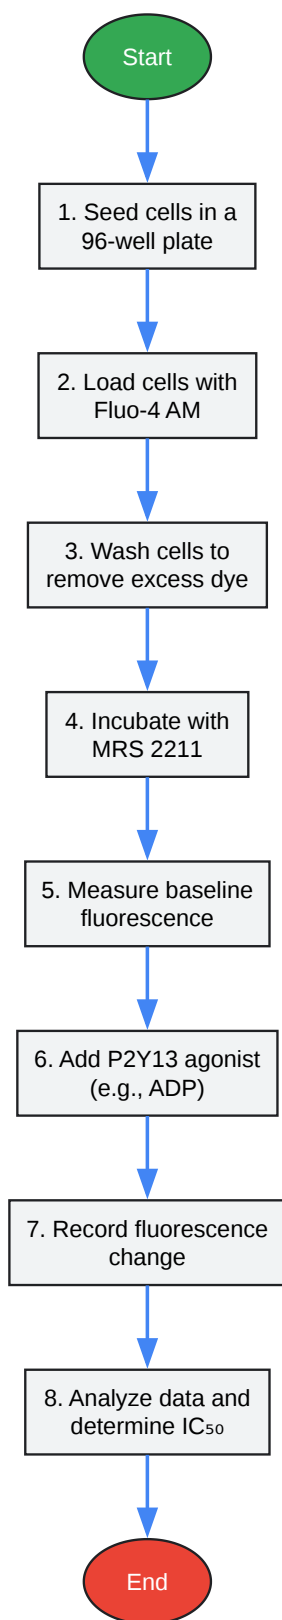 Start
1. Seed cells in a
96-well plate
2. Load cells with
Fluo-4 AM
3. Wash cells to
remove excess dye
4. Incubate with
MRS 2211
5. Measure baseline
fluorescence
6. Add P2Y13 agonist
(e.g., ADP)
7. Record fluorescence
change
8. Analyze data and
determine IC₅₀
End